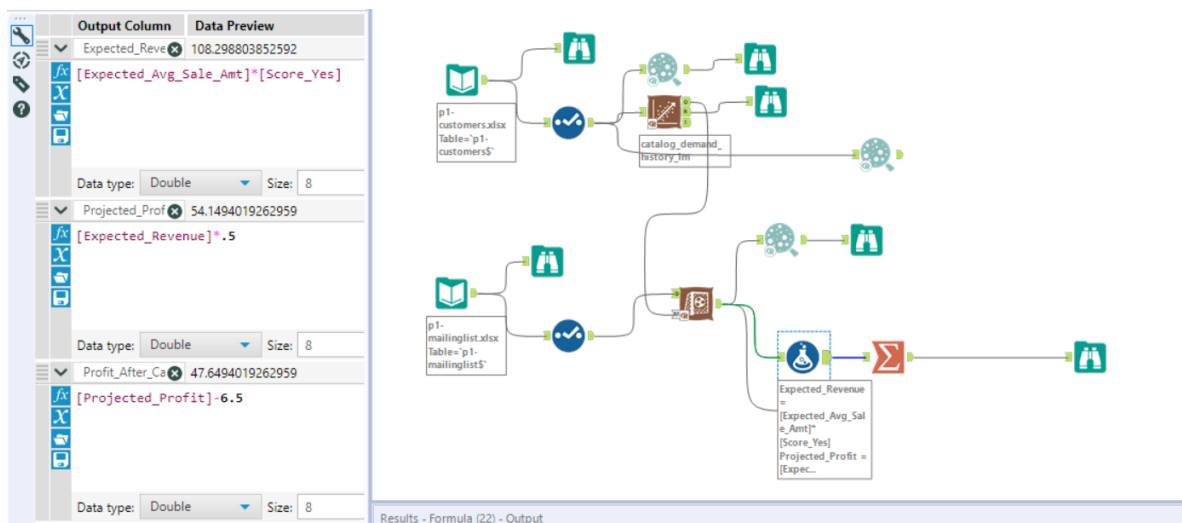 Output Column Data Preview
Expected_Reve 108.298803852592
[Expected_Avg_Sale_Amt]*[Score_Yes]
Data type: Double Size: 8
Projected_Prof 54.1494019262959
[Expected_Revenue]*.5
Data type: Double Size: 8
Profit_After_Ca 47.6494019262959
[Projected_Profit]-6.5
Data type: Double Size: 8
p1-
customers.xlsx
Table=`p1-
customers$`
catalog_demand_
history_lm
p1-
mailinglist.xlsx
Table=`p1-
mailinglist$`
Expected_Revenue
=
[Expected_Avg_Sal
e_Amt]*
[Score_Yes]
Projected_Profit =
[Expec...
Results - Formula (22) - Output